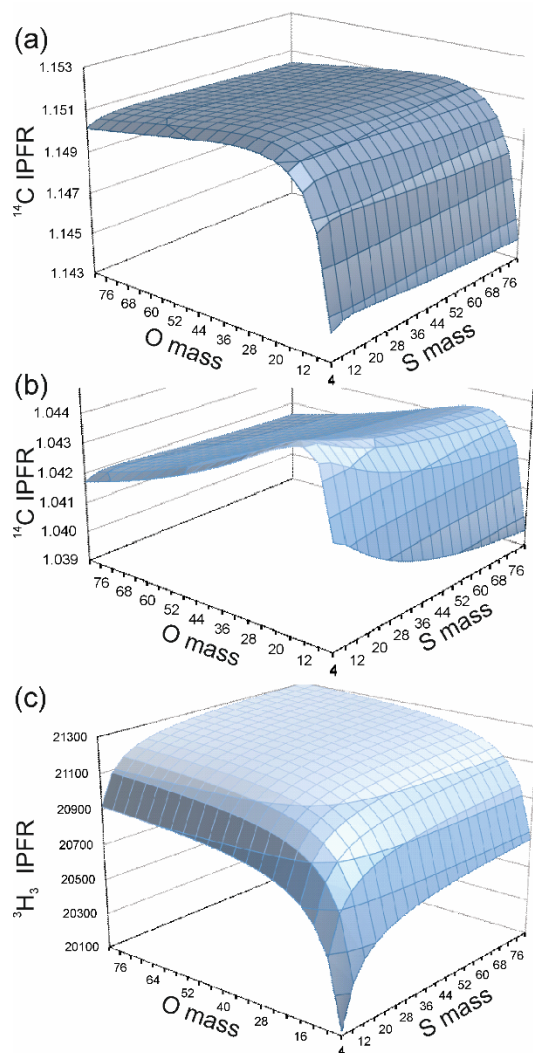 (a)
1.153
1.151
1.149
1.147
1.145
1.143
¹⁴C IPFR
76 68 60 52 44 36 28 20 12 4
O mass
12 20 28 36 44 52 60 68 76
S mass
(b)
1.044
1.043
1.042
1.041
1.040
1.039
¹⁴C IPFR
76 68 60 52 44 36 28 20 12 4
O mass
12 20 28 36 44 52 60 68 76
S mass
(c)
21300
21100
20900
20700
20500
20300
20100
³H₃ IPFR
76 64 52 40 28 16 4
O mass
12 20 28 36 44 52 60 68 76
S mass